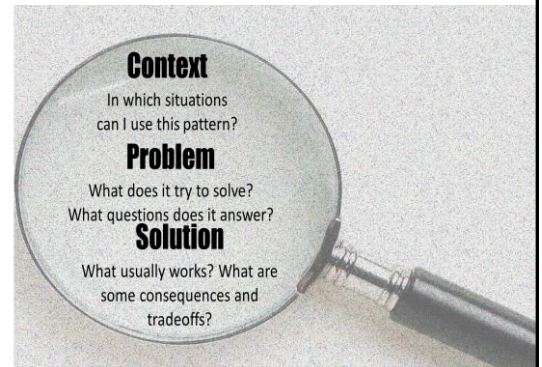 Context
In which situations
can I use this pattern?
Problem
What does it try to solve?
What questions does it answer?
Solution
What usually works? What are
some consequences and
tradeoffs?